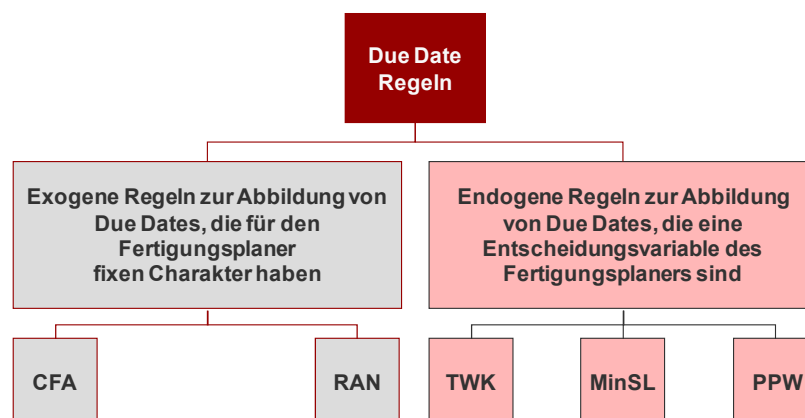 Due Date
Regeln
Exogene Regeln zur Abbildung von
Due Dates, die für den
Fertigungsplaner
fixen Charakter haben
Endogene Regeln zur Abbildung
von Due Dates, die eine
Entscheidungsvariable des
Fertigungsplaners sind
CFA
RAN
TWK
MinSL
PPW